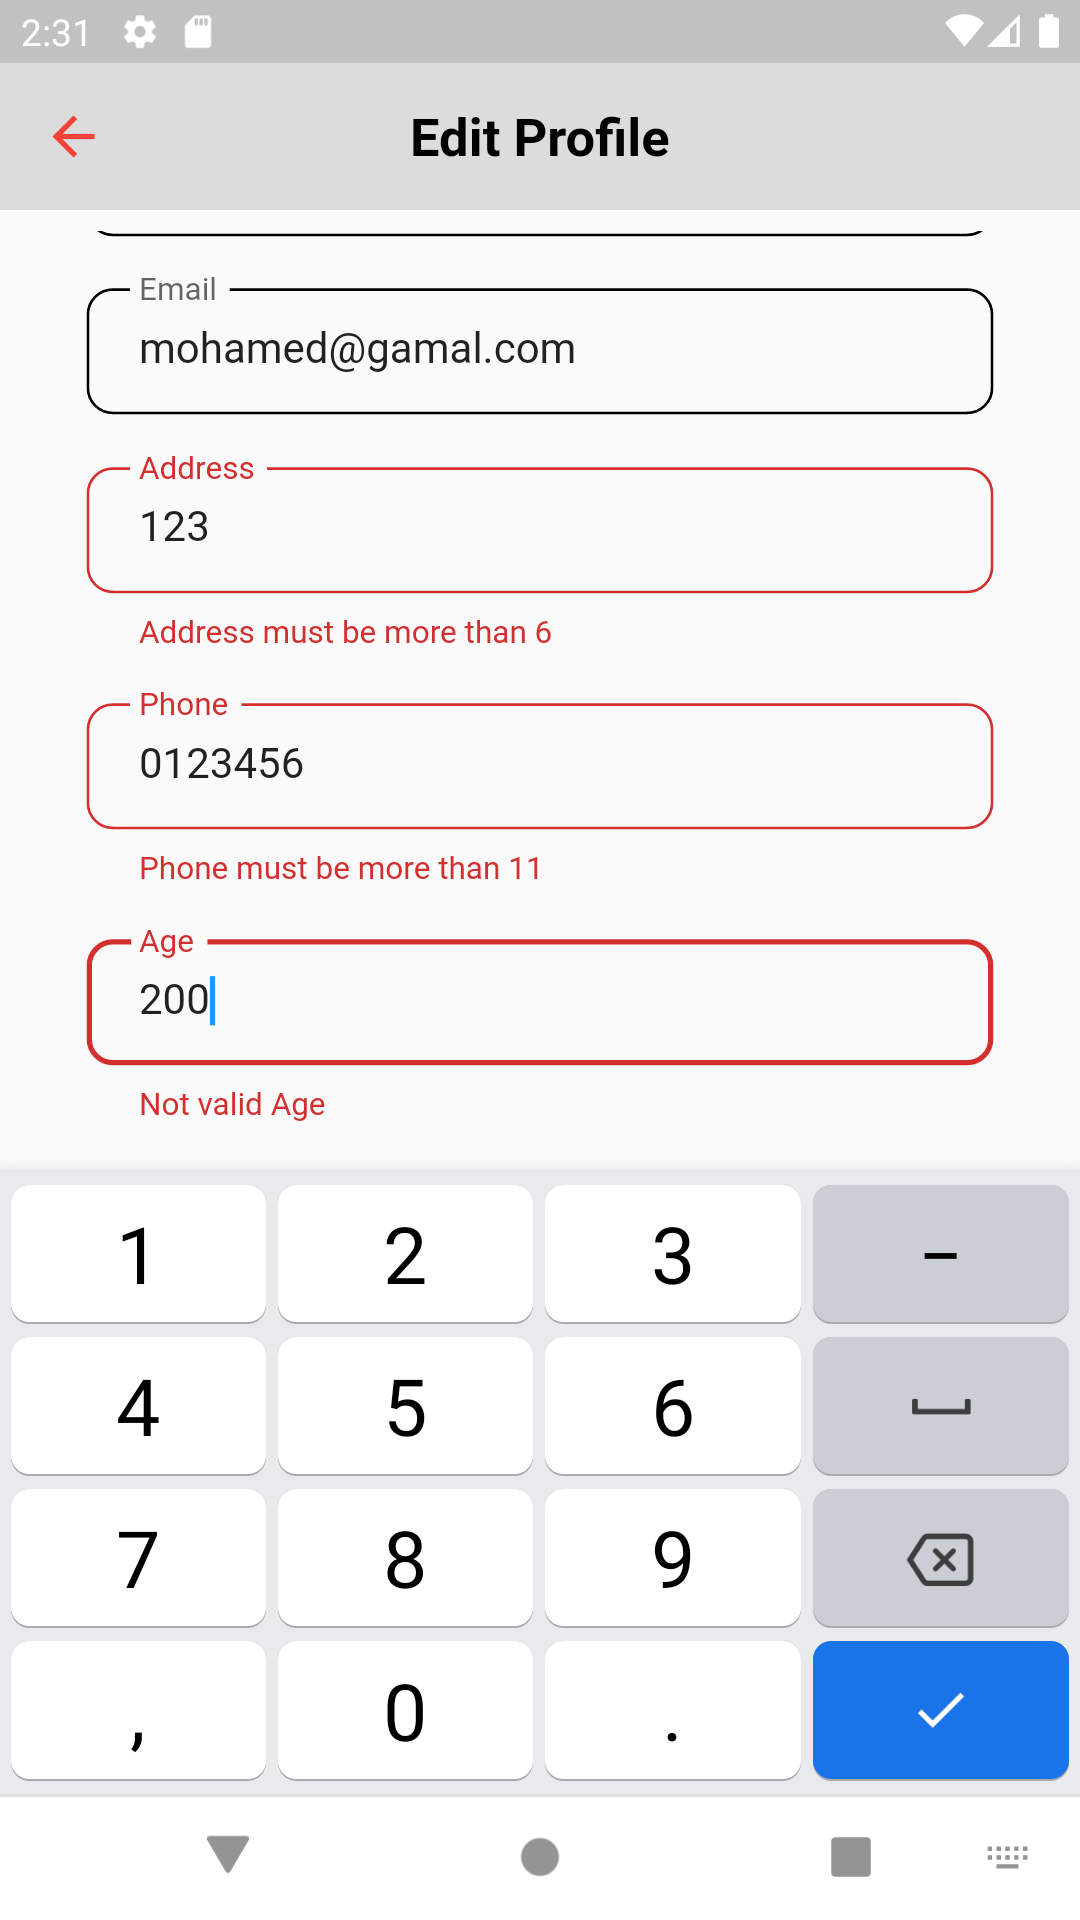 2:31
Edit Profile
Email
mohamed@gamal.com
Address
123
Address must be more than 6
Phone
0123456
Phone must be more than 11
Age
200
Not valid Age
1 2 3 –
4 5 6
7 8 9
, 0 .